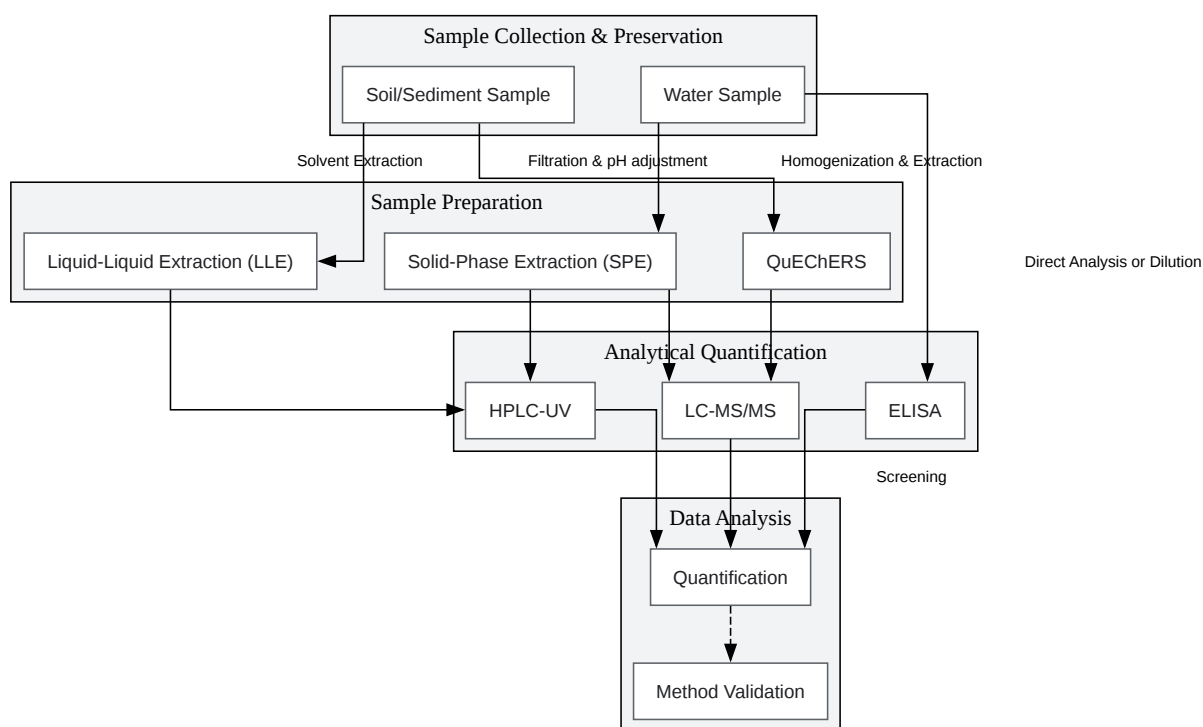 Sample Collection & Preservation
Soil/Sediment Sample
Water Sample
Solvent Extraction
Filtration & pH adjustment
Homogenization & Extraction
Sample Preparation
Liquid-Liquid Extraction (LLE)
Solid-Phase Extraction (SPE)
QuEChERS
Direct Analysis or Dilution
Analytical Quantification
HPLC-UV
LC-MS/MS
ELISA
Screening
Data Analysis
Quantification
Method Validation